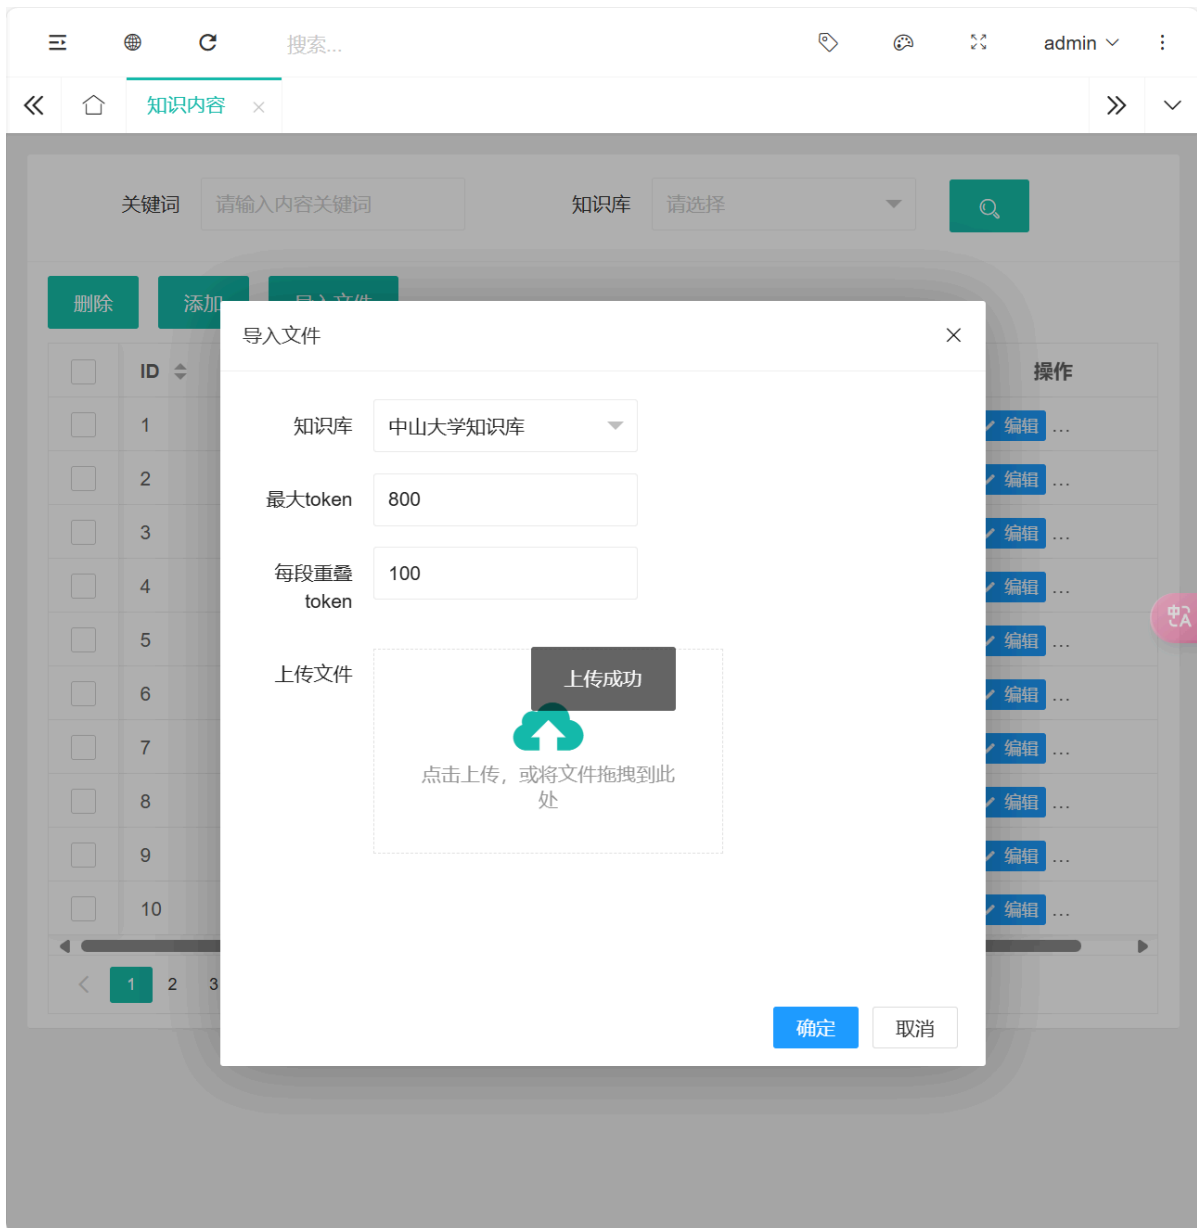 搜索...
admin
知识内容
关键词
请输入内容关键词
知识库
请选择
删除
添加
导入文件
导入文件
ID
操作
知识库
中山大学知识库
1
编辑 ...
2
编辑 ...
最大token
800
3
编辑 ...
每段重叠
token
100
4
编辑 ...
5
编辑 ...
上传文件
上传成功
6
编辑 ...
7
编辑 ...
点击上传，或将文件拖拽到此
处
8
编辑 ...
9
编辑 ...
10
编辑 ...
1 2 3
确定
取消
中A